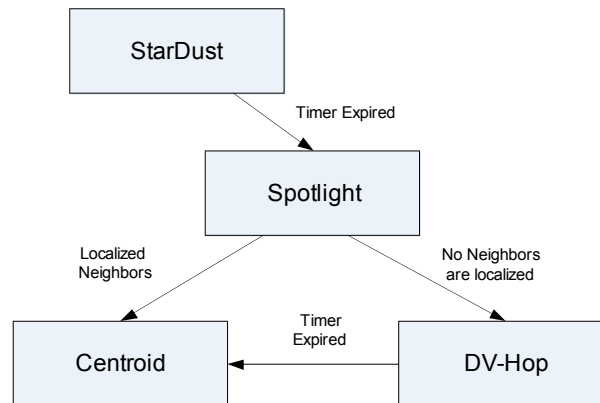 StarDust
Timer Expired
Spotlight
Localized
Neighbors
No Neighbors
are localized
Centroid
Timer
Expired
DV-Hop